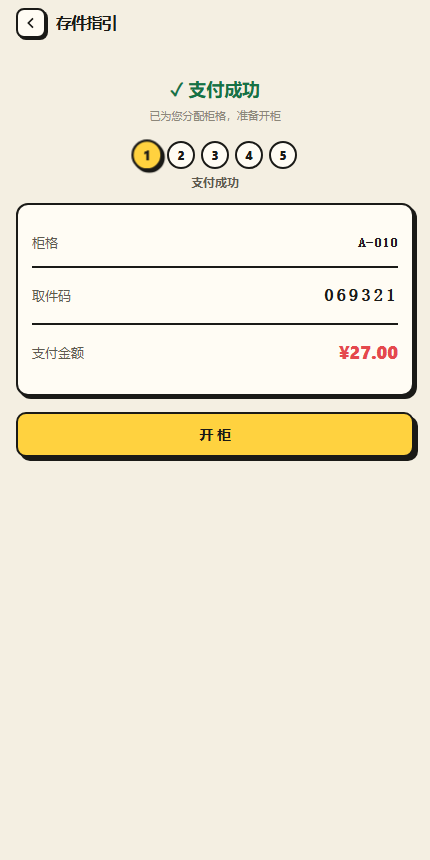 存件指引
✓ 支付成功
已为您分配柜格，准备开柜
1 2 3 4 5
支付成功
柜格 A-010
取件码 069321
支付金额 ¥27.00
开柜